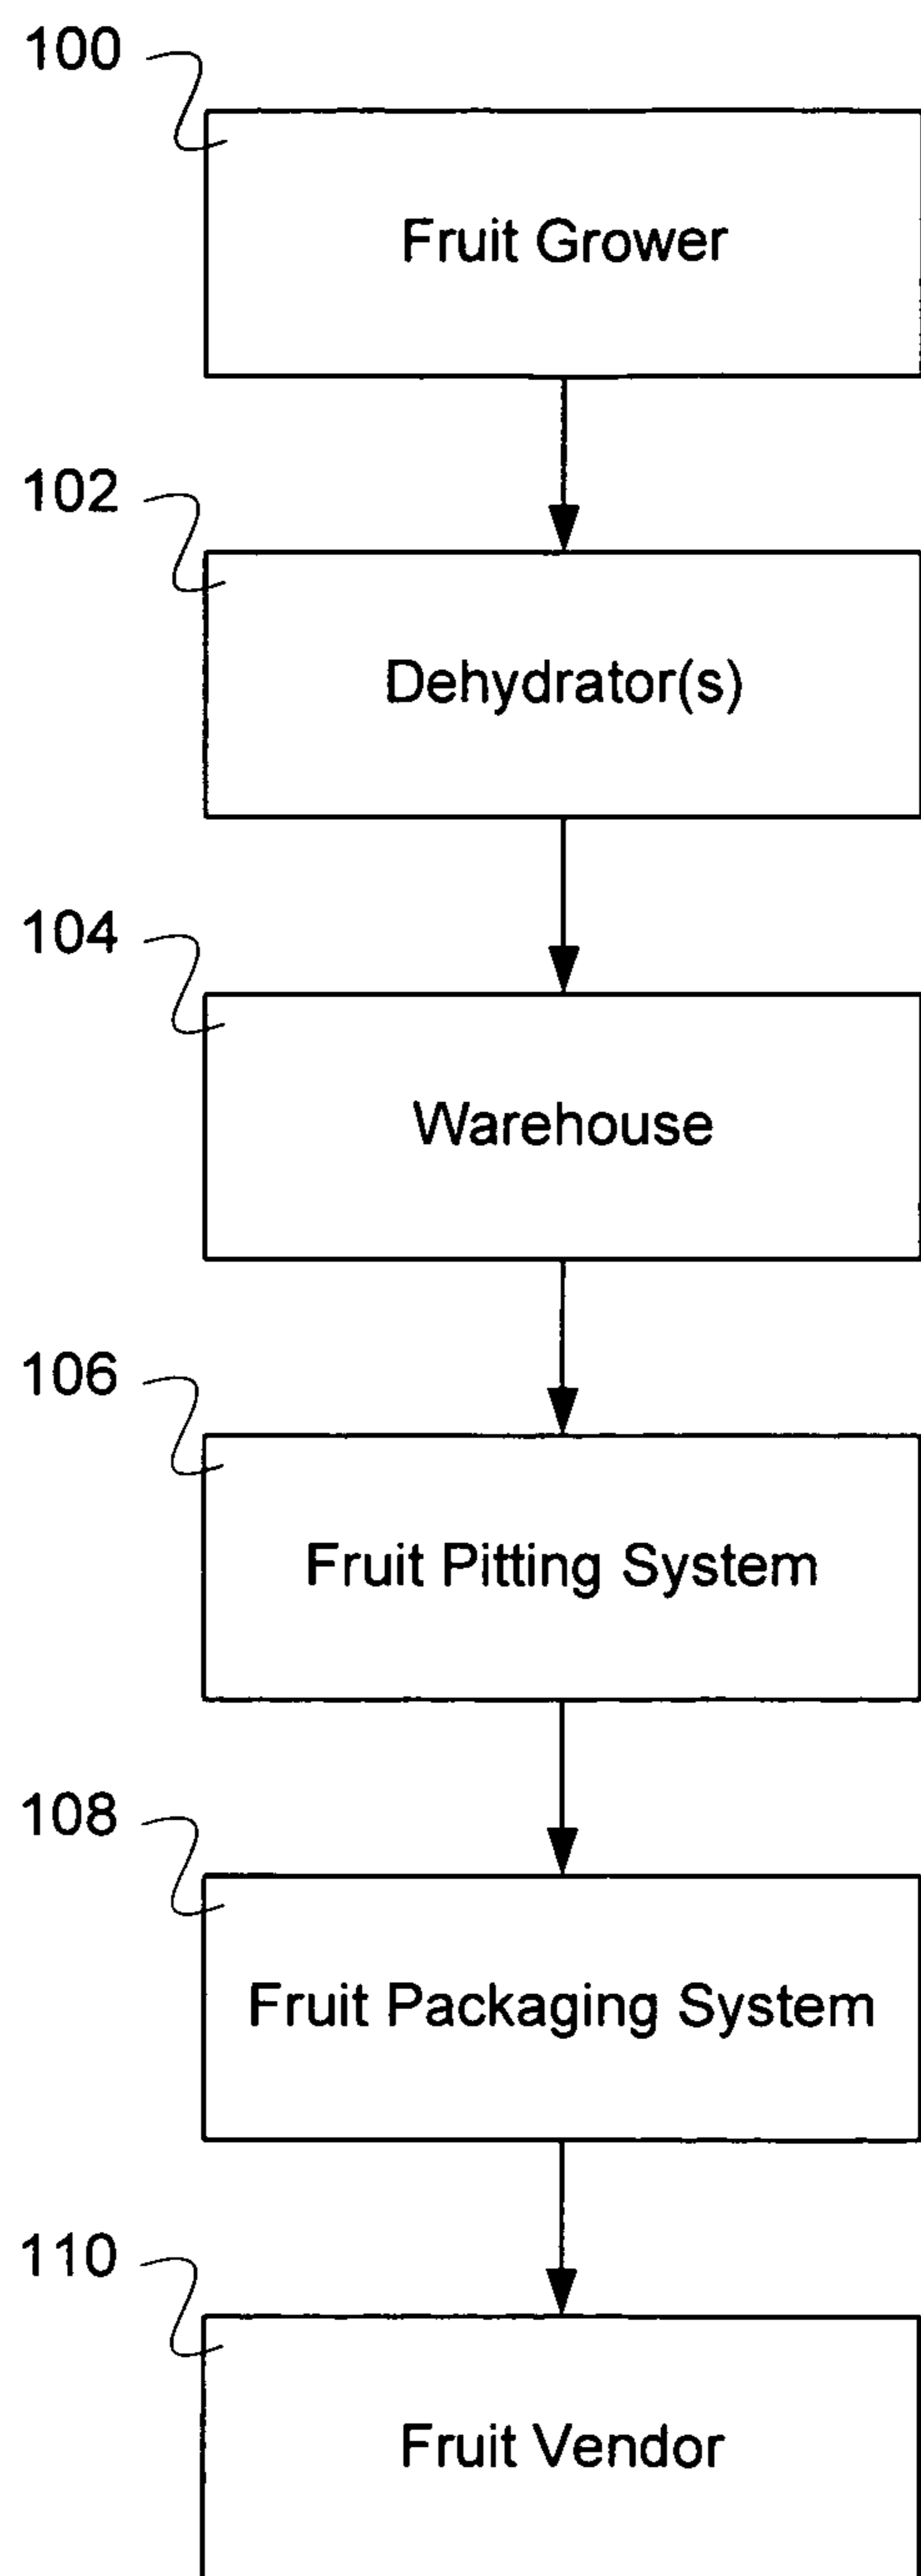 100
Fruit Grower
102
Dehydrator(s)
104
Warehouse
106
Fruit Pitting System
108
Fruit Packaging System
110
Fruit Vendor